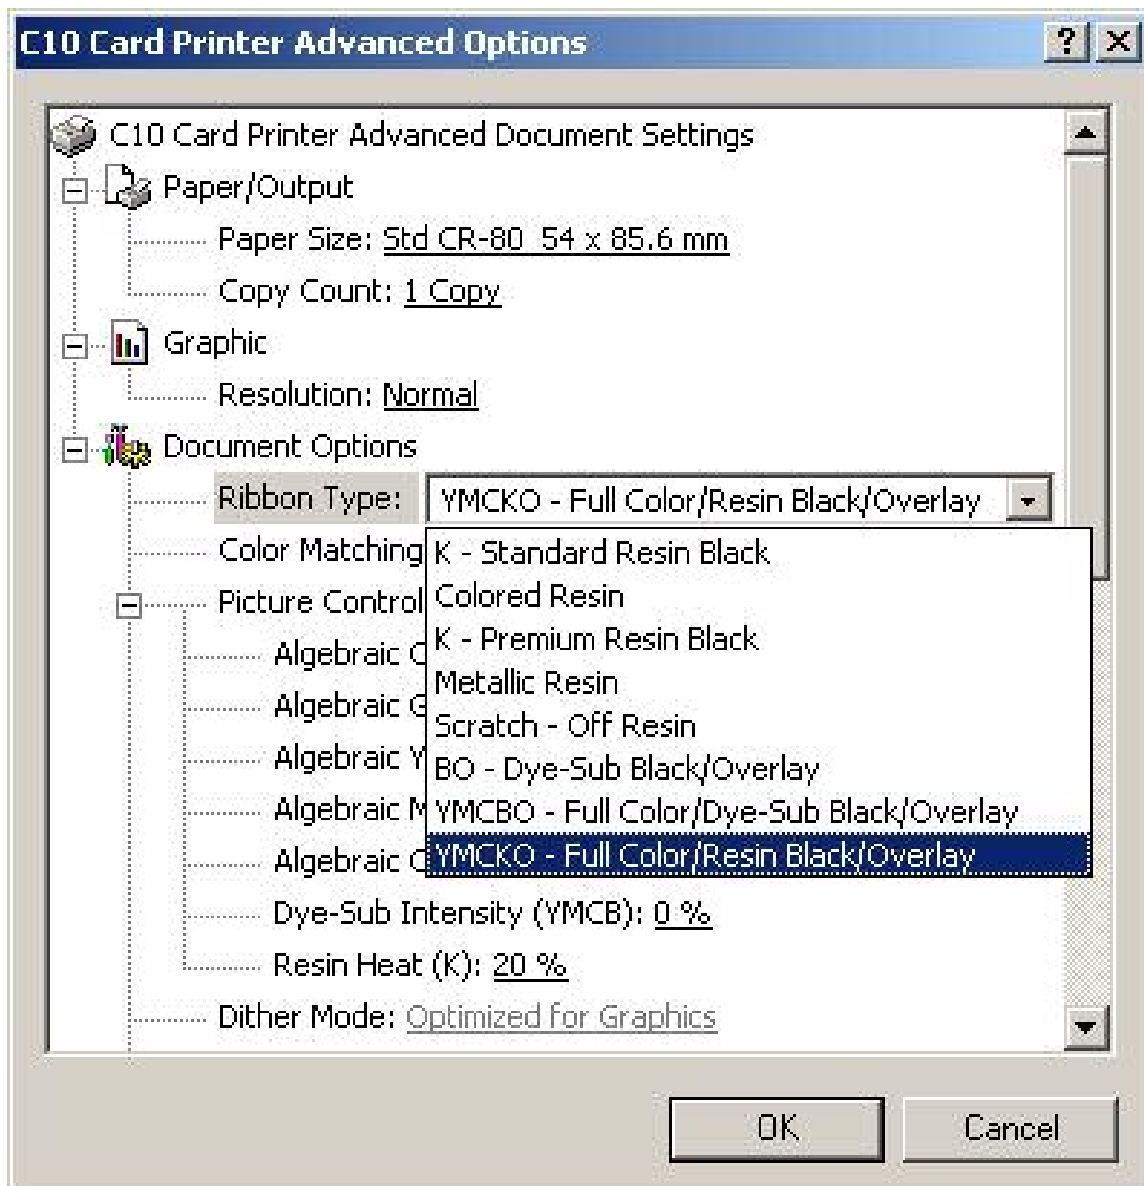 C10 Card Printer Advanced Options
C10 Card Printer Advanced Document Settings
Paper/Output
Paper Size: Std CR-80 54 x 85.6 mm
Copy Count: 1 Copy
Graphic
Resolution: Normal
Document Options
Ribbon Type: YMCKO - Full Color/Resin Black/Overlay
Color Matching
K - Standard Resin Black
Picture Control
Colored Resin
K - Premium Resin Black
Algebraic
Metallic Resin
Algebraic G
Scratch - Off Resin
Algebraic Y
BO - Dye-Sub Black/Overlay
Algebraic M
YMCBO - Full Color/Dye-Sub Black/Overlay
Algebraic C
YMCKO - Full Color/Resin Black/Overlay
Dye-Sub Intensity (YMCB): 0 %
Resin Heat (K): 20 %
Dither Mode: Optimized for Graphics
OK
Cancel